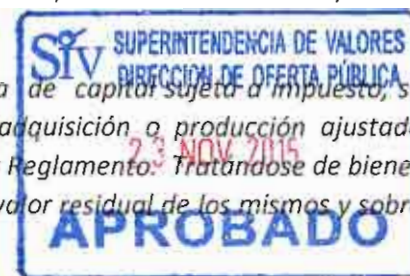 SIV SUPERINTENDENCIA DE VALORES
DIRECCIÓN DE OFERTA PÚBLICA
a de capital sujeta a impuesto, s
adquisición o producción ajustad
Reglamento. Tratándose de biene
23 NOV 2015
valor residual de los mismos y sobr
APROBADO